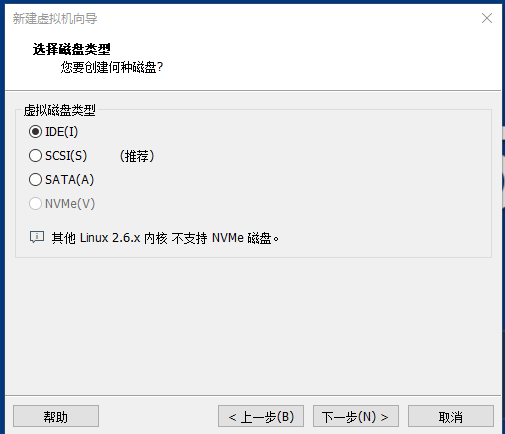 新建虚拟机向导
选择磁盘类型
您要创建何种磁盘?
虚拟磁盘类型
IDE(I)
SCSI(S) （推荐）
SATA(A)
NVMe(V)
其他 Linux 2.6.x 内核 不支持 NVMe 磁盘。
帮助 < 上一步(B) 下一步(N) > 取消